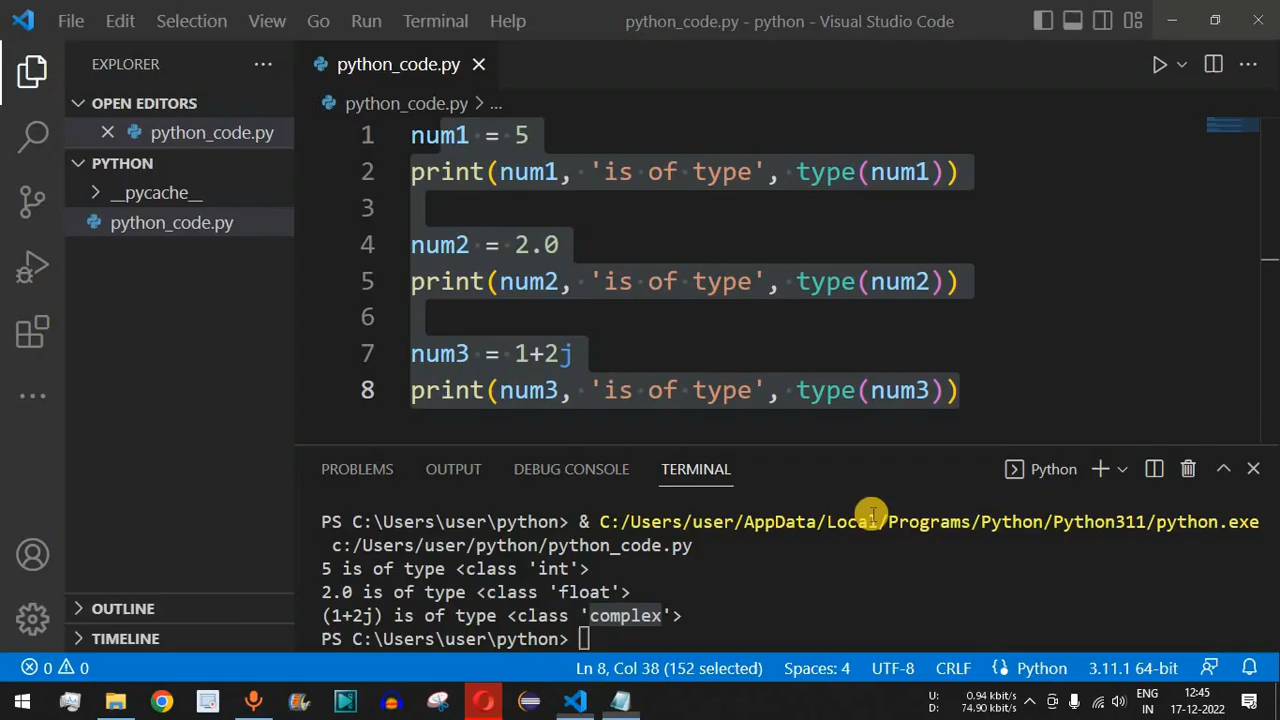 File Edit Selection View Go Run Terminal Help python_code.py - python - Visual Studio Code
EXPLORER
python_code.py
OPEN EDITORS
python_code.py
python_code.py > ...
PYTHON
__pycache__
python_code.py
1 num1 = 5
2 print(num1, 'is of type', type(num1))
3
4 num2 = 2.0
5 print(num2, 'is of type', type(num2))
6
7 num3 = 1+2j
8 print(num3, 'is of type', type(num3))
PROBLEMS OUTPUT DEBUG CONSOLE TERMINAL Python
PS C:\Users\user\python> & C:/Users/user/AppData/Local/Programs/Python/Python311/python.exe
c:/Users/user/python/python_code.py
5 is of type <class 'int'>
2.0 is of type <class 'float'>
(1+2j) is of type <class 'complex'>
PS C:\Users\user\python>
OUTLINE
TIMELINE
0 0 Ln 8, Col 38 (152 selected) Spaces: 4 UTF-8 CRLF Python 3.11.1 64-bit
U: 0.94 kbit/s
D: 74.90 kbit/s
ENG
IN
12:45
17-12-2022